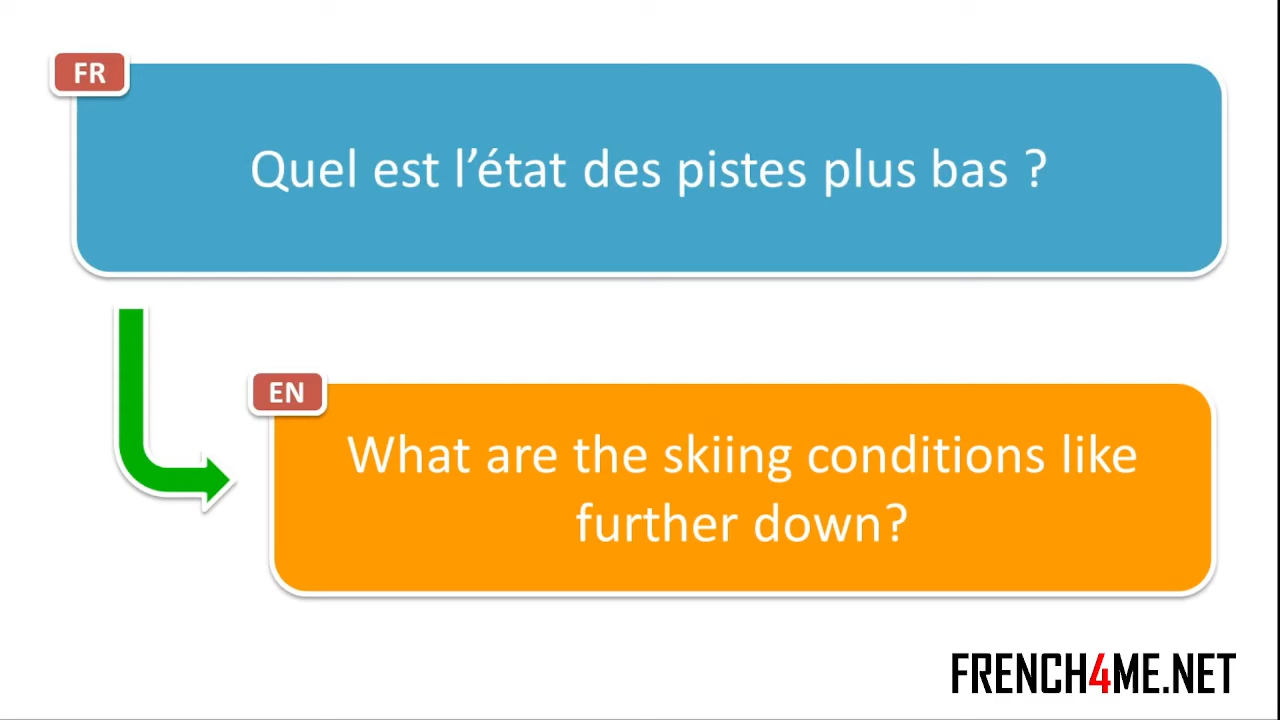 FR
Quel est l’état des pistes plus bas ?
EN
What are the skiing conditions like
further down?
FRENCH4ME.NET